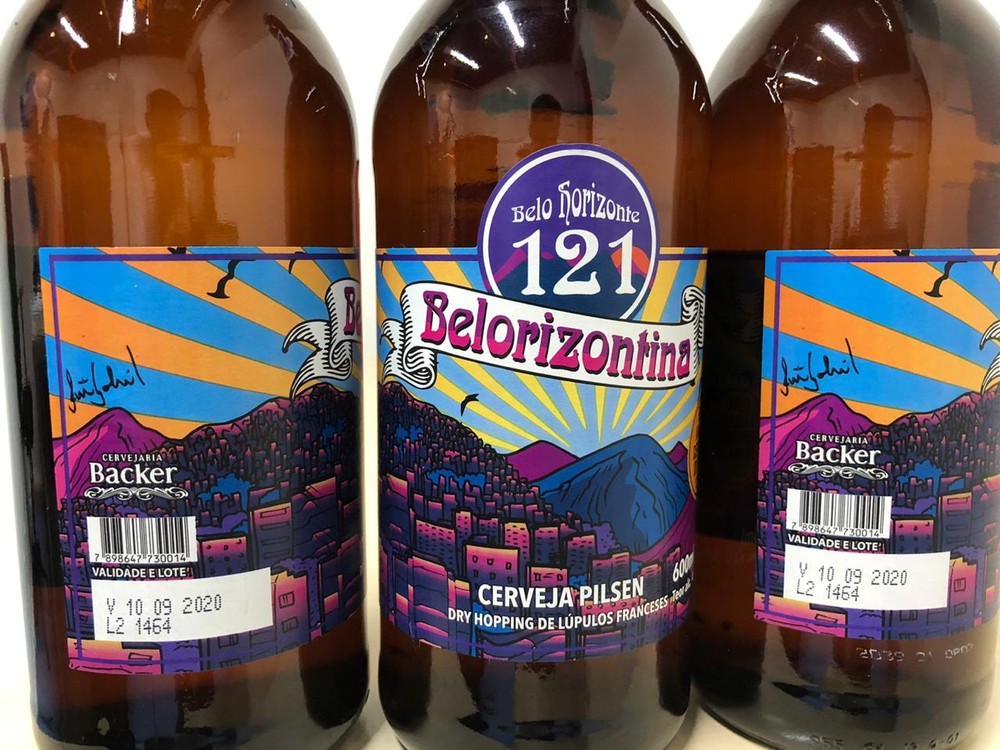 CERVEJARIA
Backer
7 898647 730014
VALIDADE E LOTE:
V 10 09 2020
L2 1464
Belo Horizonte
121
Belorizontina
CERVEJA PILSEN
DRY HOPPING DE LÚPULOS FRANCESES
600m
CERVEJARIA
Backer
7 898647 730014
VALIDADE E LOTE:
V 10 09 2020
L2 1464